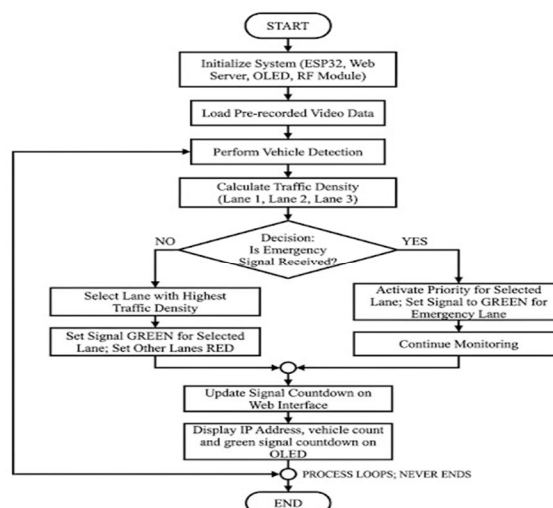 START
Initialize System (ESP32, Web
Server, OLED, RF Module)
Load Pre-recorded Video Data
Perform Vehicle Detection
Calculate Traffic Density
(Lane 1, Lane 2, Lane 3)
Decision:
Is Emergency
Signal Received?
NO
YES
Select Lane with Highest
Traffic Density
Set Signal GREEN for Selected
Lane; Set Other Lanes RED
Activate Priority for Selected
Lane; Set Signal to GREEN for
Emergency Lane
Continue Monitoring
Update Signal Countdown on
Web Interface
Display IP Address, vehicle count
and green signal countdown on
OLED
PROCESS LOOPS; NEVER ENDS
END